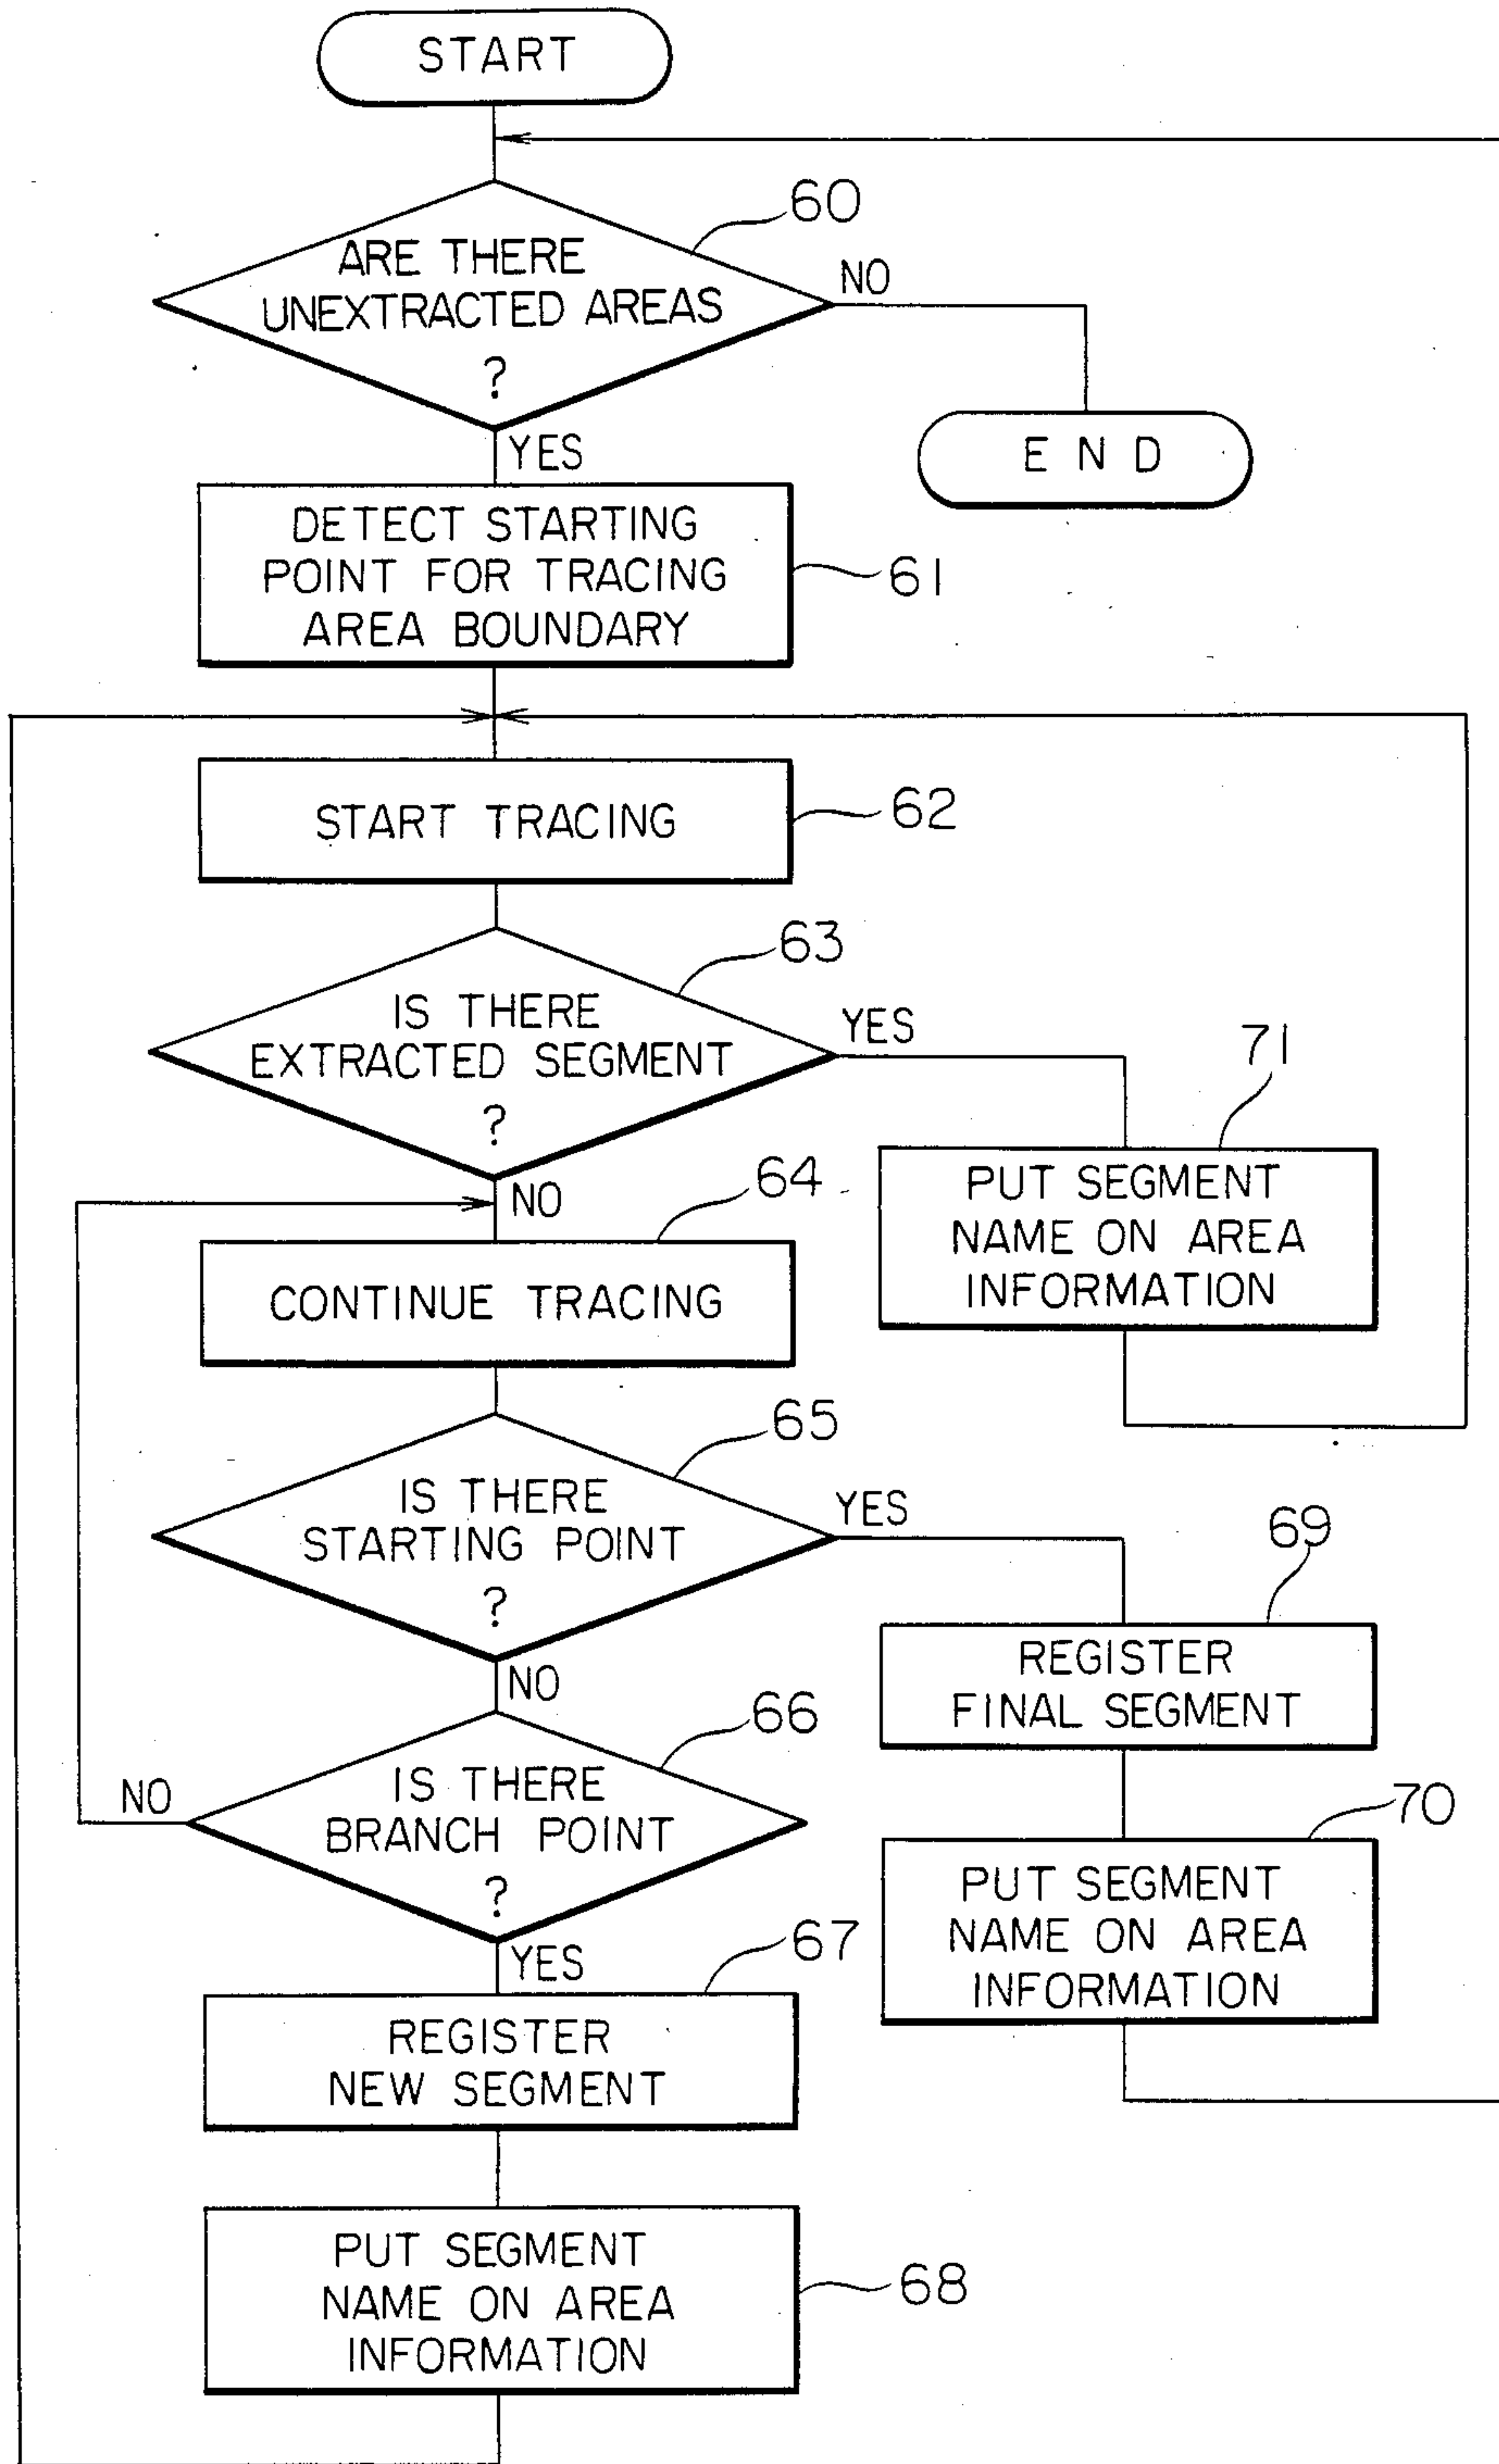 START
60
ARE THERE
UNEXTRACTED AREAS
?
NO
YES
END
DETECT STARTING
POINT FOR TRACING
AREA BOUNDARY
61
START TRACING
62
63
IS THERE
EXTRACTED SEGMENT
?
YES
NO
71
PUT SEGMENT
NAME ON AREA
INFORMATION
64
CONTINUE TRACING
65
IS THERE
STARTING POINT
?
YES
NO
69
REGISTER
FINAL SEGMENT
66
IS THERE
BRANCH POINT
?
NO
YES
70
PUT SEGMENT
NAME ON AREA
INFORMATION
67
REGISTER
NEW SEGMENT
PUT SEGMENT
NAME ON AREA
INFORMATION
68